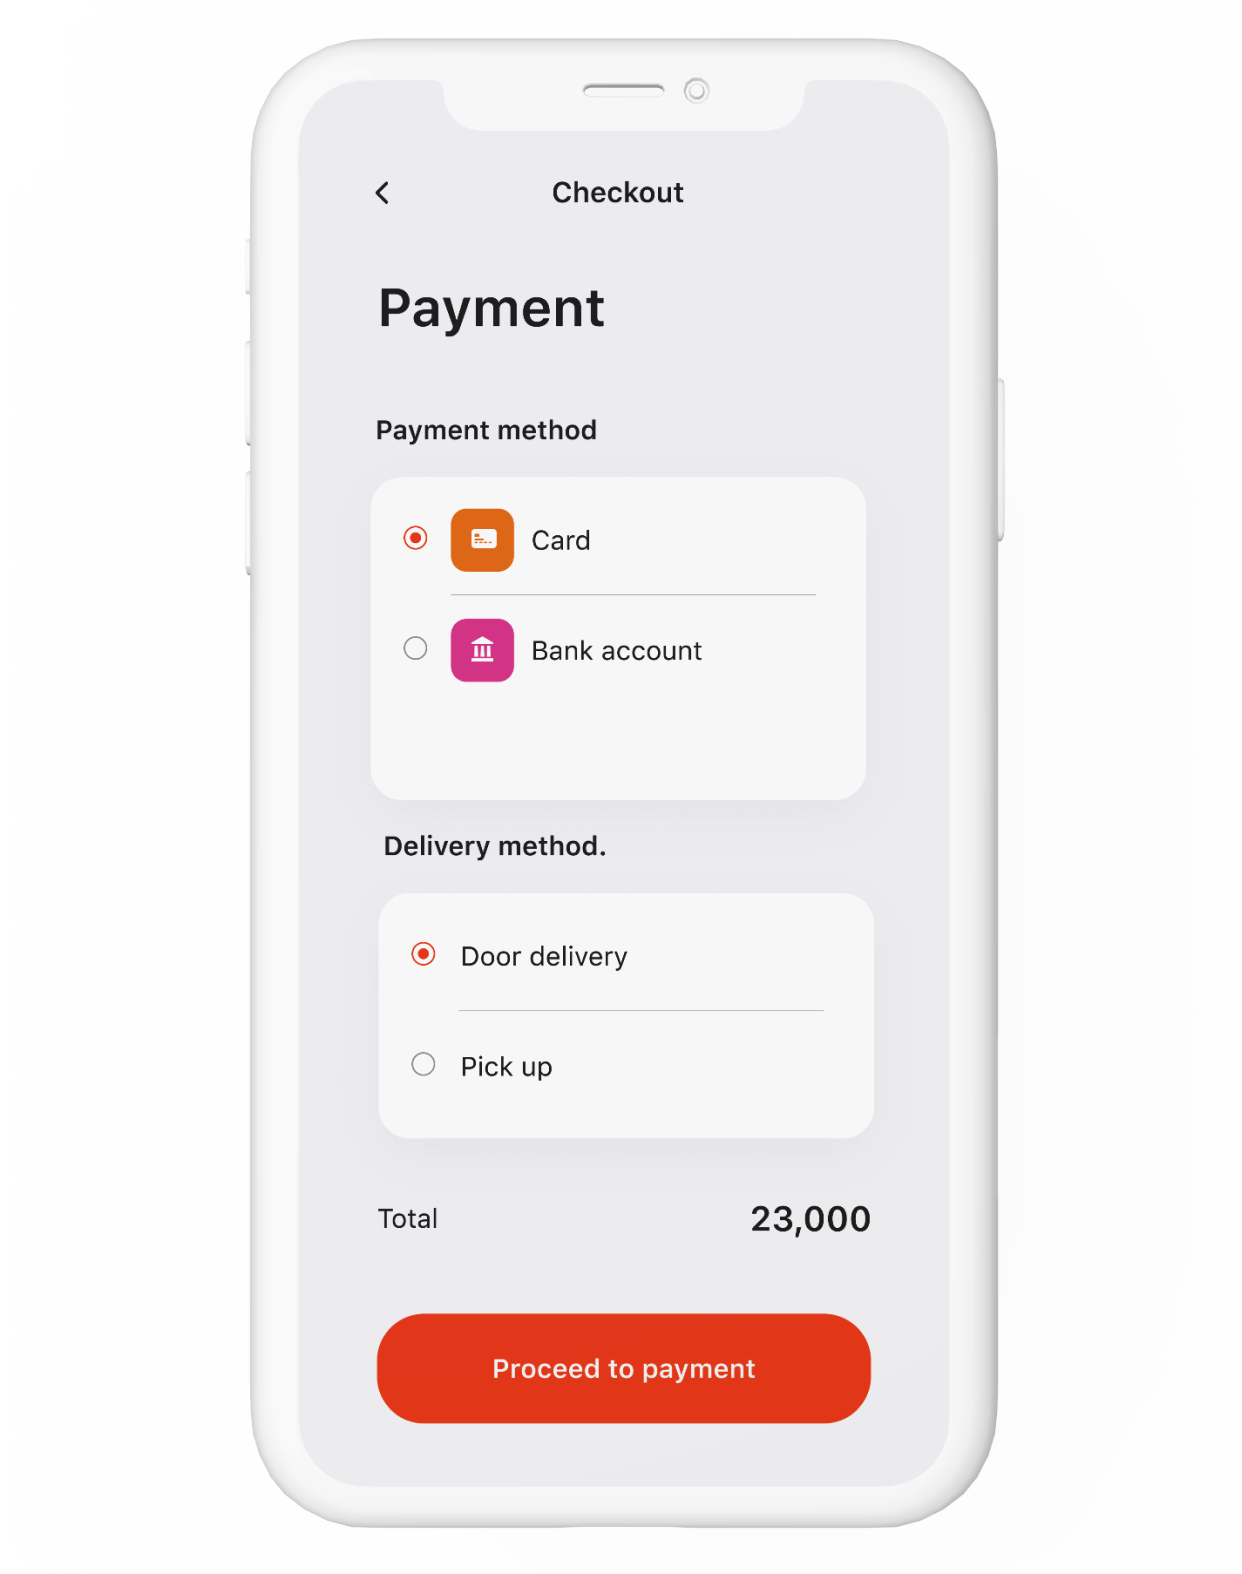 Checkout
Payment
Payment method
Card
Bank account
Delivery method.
Door delivery
Pick up
Total 23,000
Proceed to payment